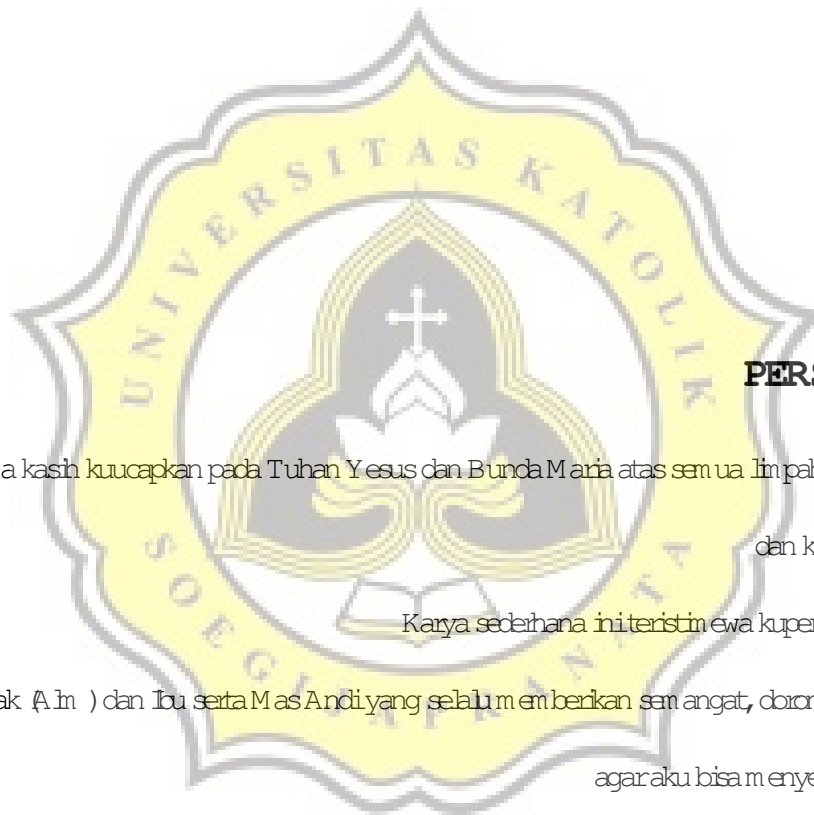 UNIVERSITAS KATOLIK
SOEGIJAPRANATA
PERS
a kasih kuucapkan pada Tuhan Yesus dan Bunda Maria atas semua limpah
dan k
Karya sederhana ini teristimewa kuper
ak (Alm ) dan Ibu serta Mas Andi yang selalu memberikan semangat, doron
agar aku bisa menye